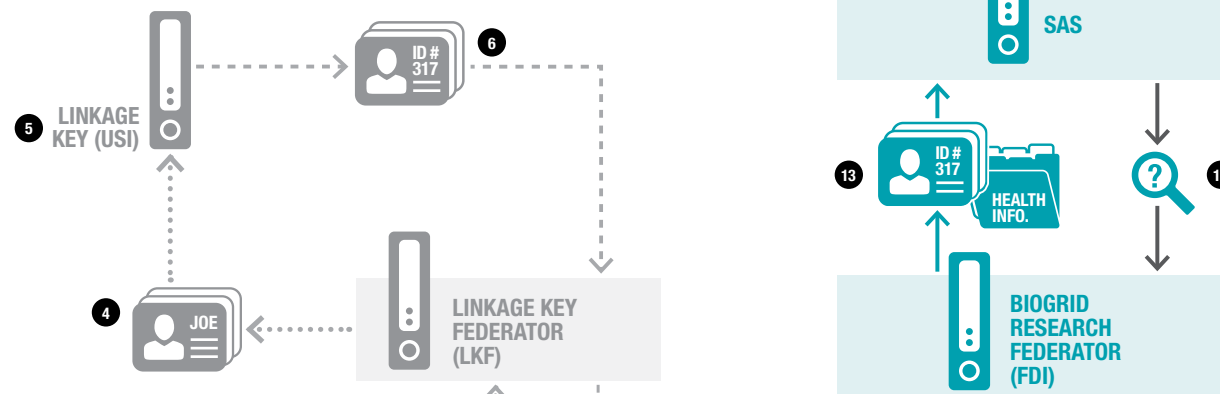 6
ID #
317
5
LINKAGE
KEY (USI)
4
JOE
LINKAGE KEY
FEDERATOR
(LKF)
SAS
13
ID #
317
HEALTH
INFO.
?
BIOGRID
RESEARCH
FEDERATOR
(FDI)